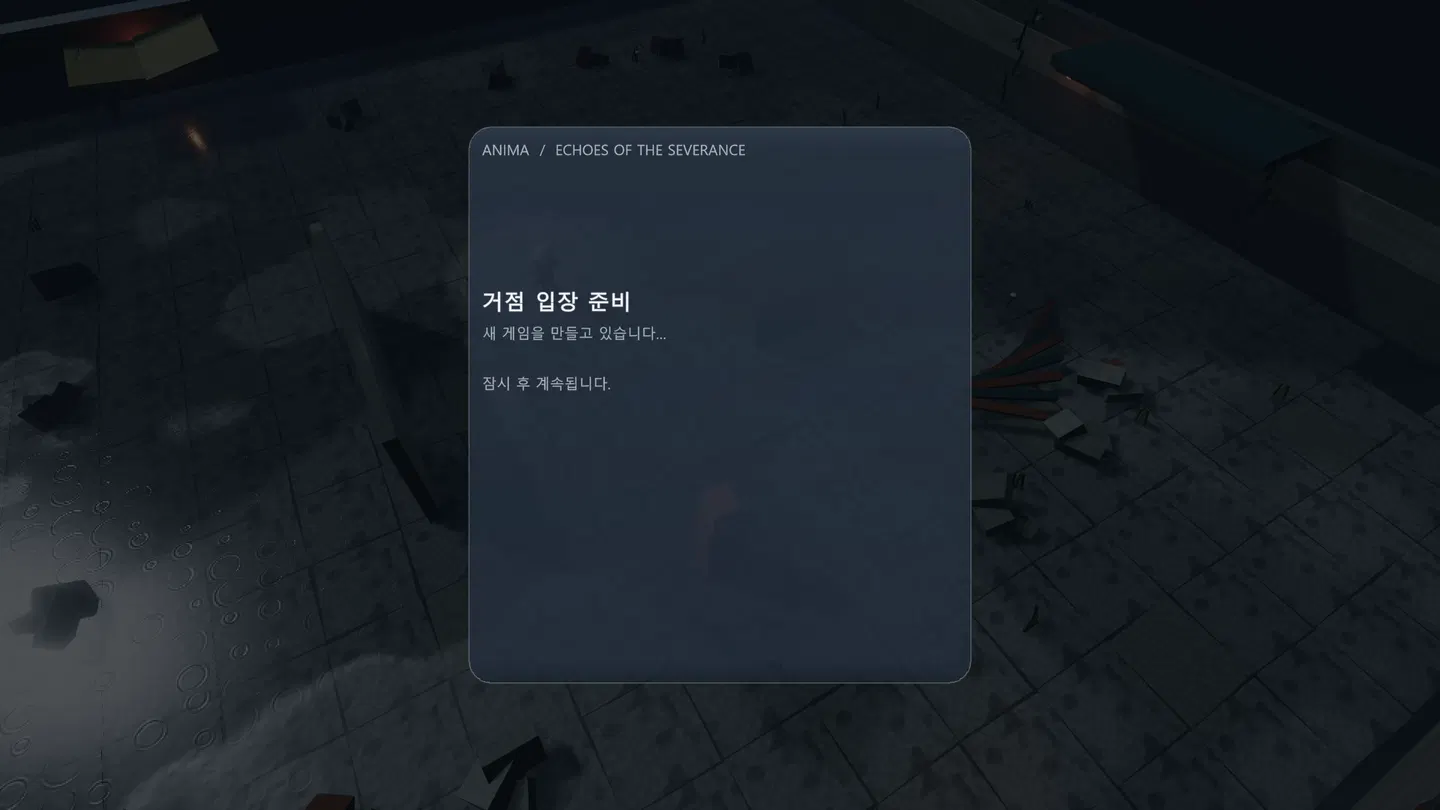 ANIMA / ECHOES OF THE SEVERANCE
거점 입장 준비
새 게임을 만들고 있습니다...
잠시 후 계속됩니다.